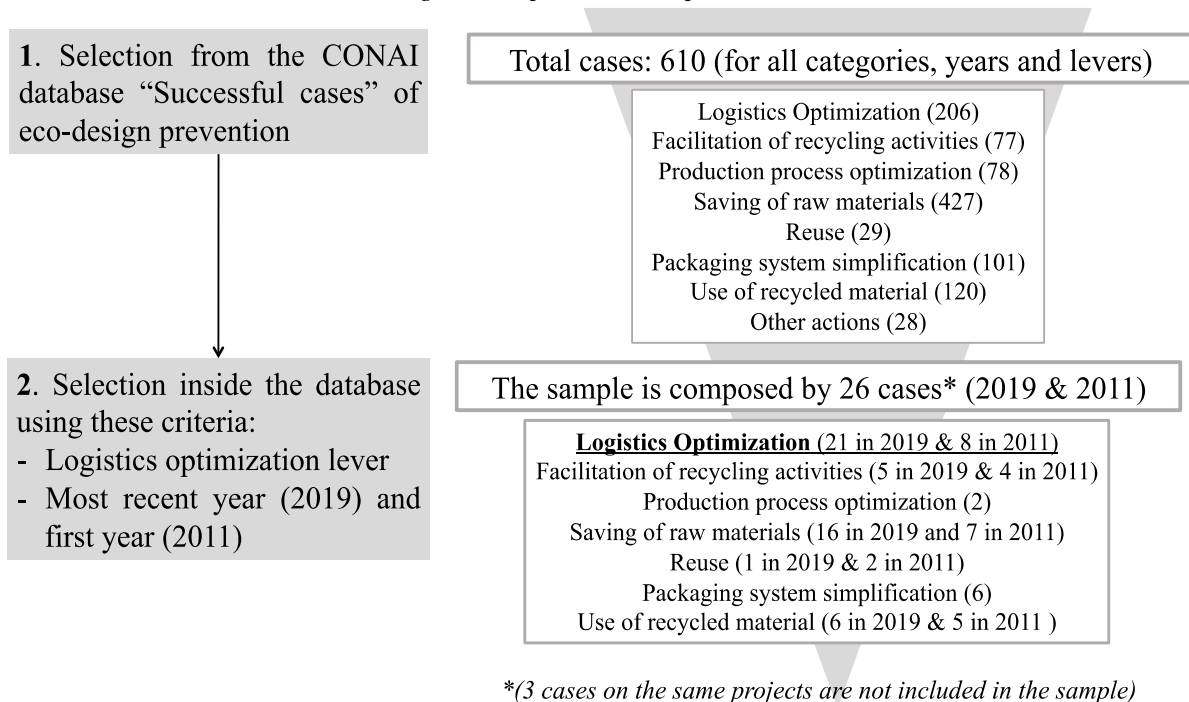 1. Selection from the CONAI
database “Successful cases” of
eco-design prevention
Total cases: 610 (for all categories, years and levers)
Logistics Optimization (206)
Facilitation of recycling activities (77)
Production process optimization (78)
Saving of raw materials (427)
Reuse (29)
Packaging system simplification (101)
Use of recycled material (120)
Other actions (28)
2. Selection inside the database
using these criteria:
- Logistics optimization lever
- Most recent year (2019) and
first year (2011)
The sample is composed by 26 cases* (2019 & 2011)
Logistics Optimization (21 in 2019 & 8 in 2011)
Facilitation of recycling activities (5 in 2019 & 4 in 2011)
Production process optimization (2)
Saving of raw materials (16 in 2019 and 7 in 2011)
Reuse (1 in 2019 & 2 in 2011)
Packaging system simplification (6)
Use of recycled material (6 in 2019 & 5 in 2011 )
*(3 cases on the same projects are not included in the sample)